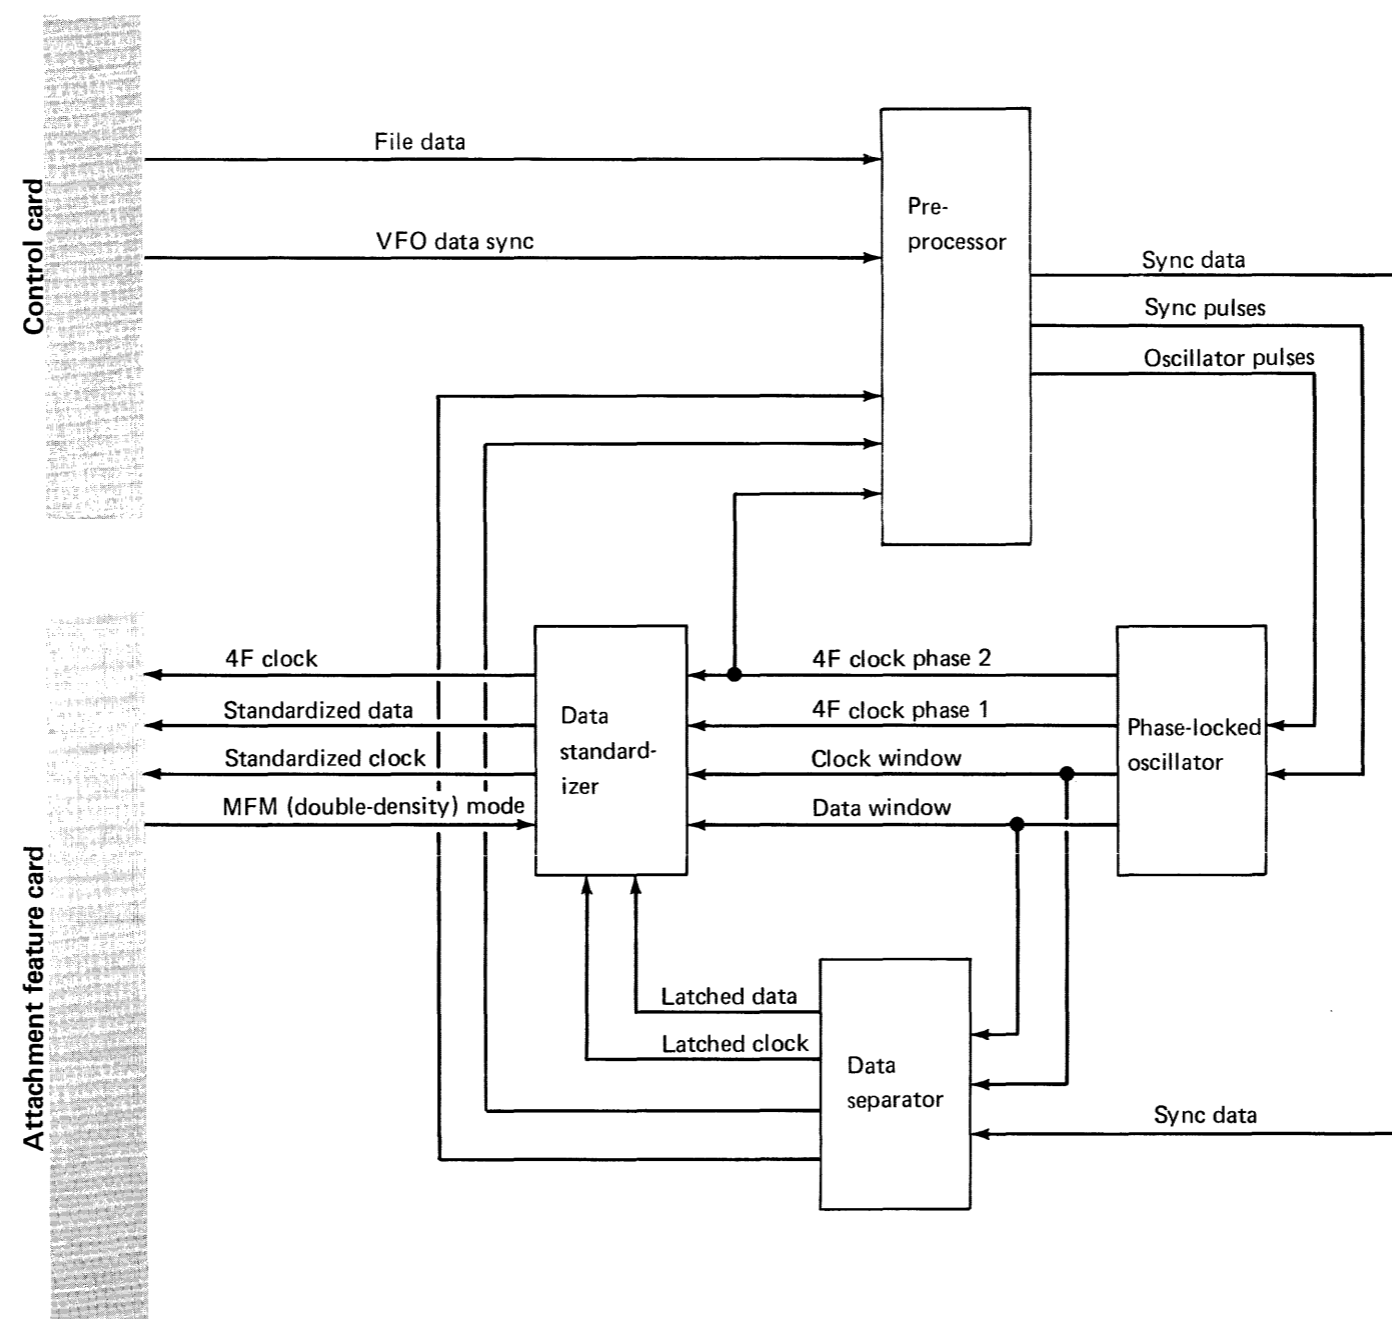 Control card
File data
VFO data sync
Pre-
processor
Sync data
Sync pulses
Oscillator pulses
Attachment feature card
4F clock
Standardized data
Standardized clock
MFM (double-density) mode
Data
standard-
izer
4F clock phase 2
4F clock phase 1
Clock window
Data window
Phase-locked
oscillator
Latched data
Latched clock
Data
separator
Sync data